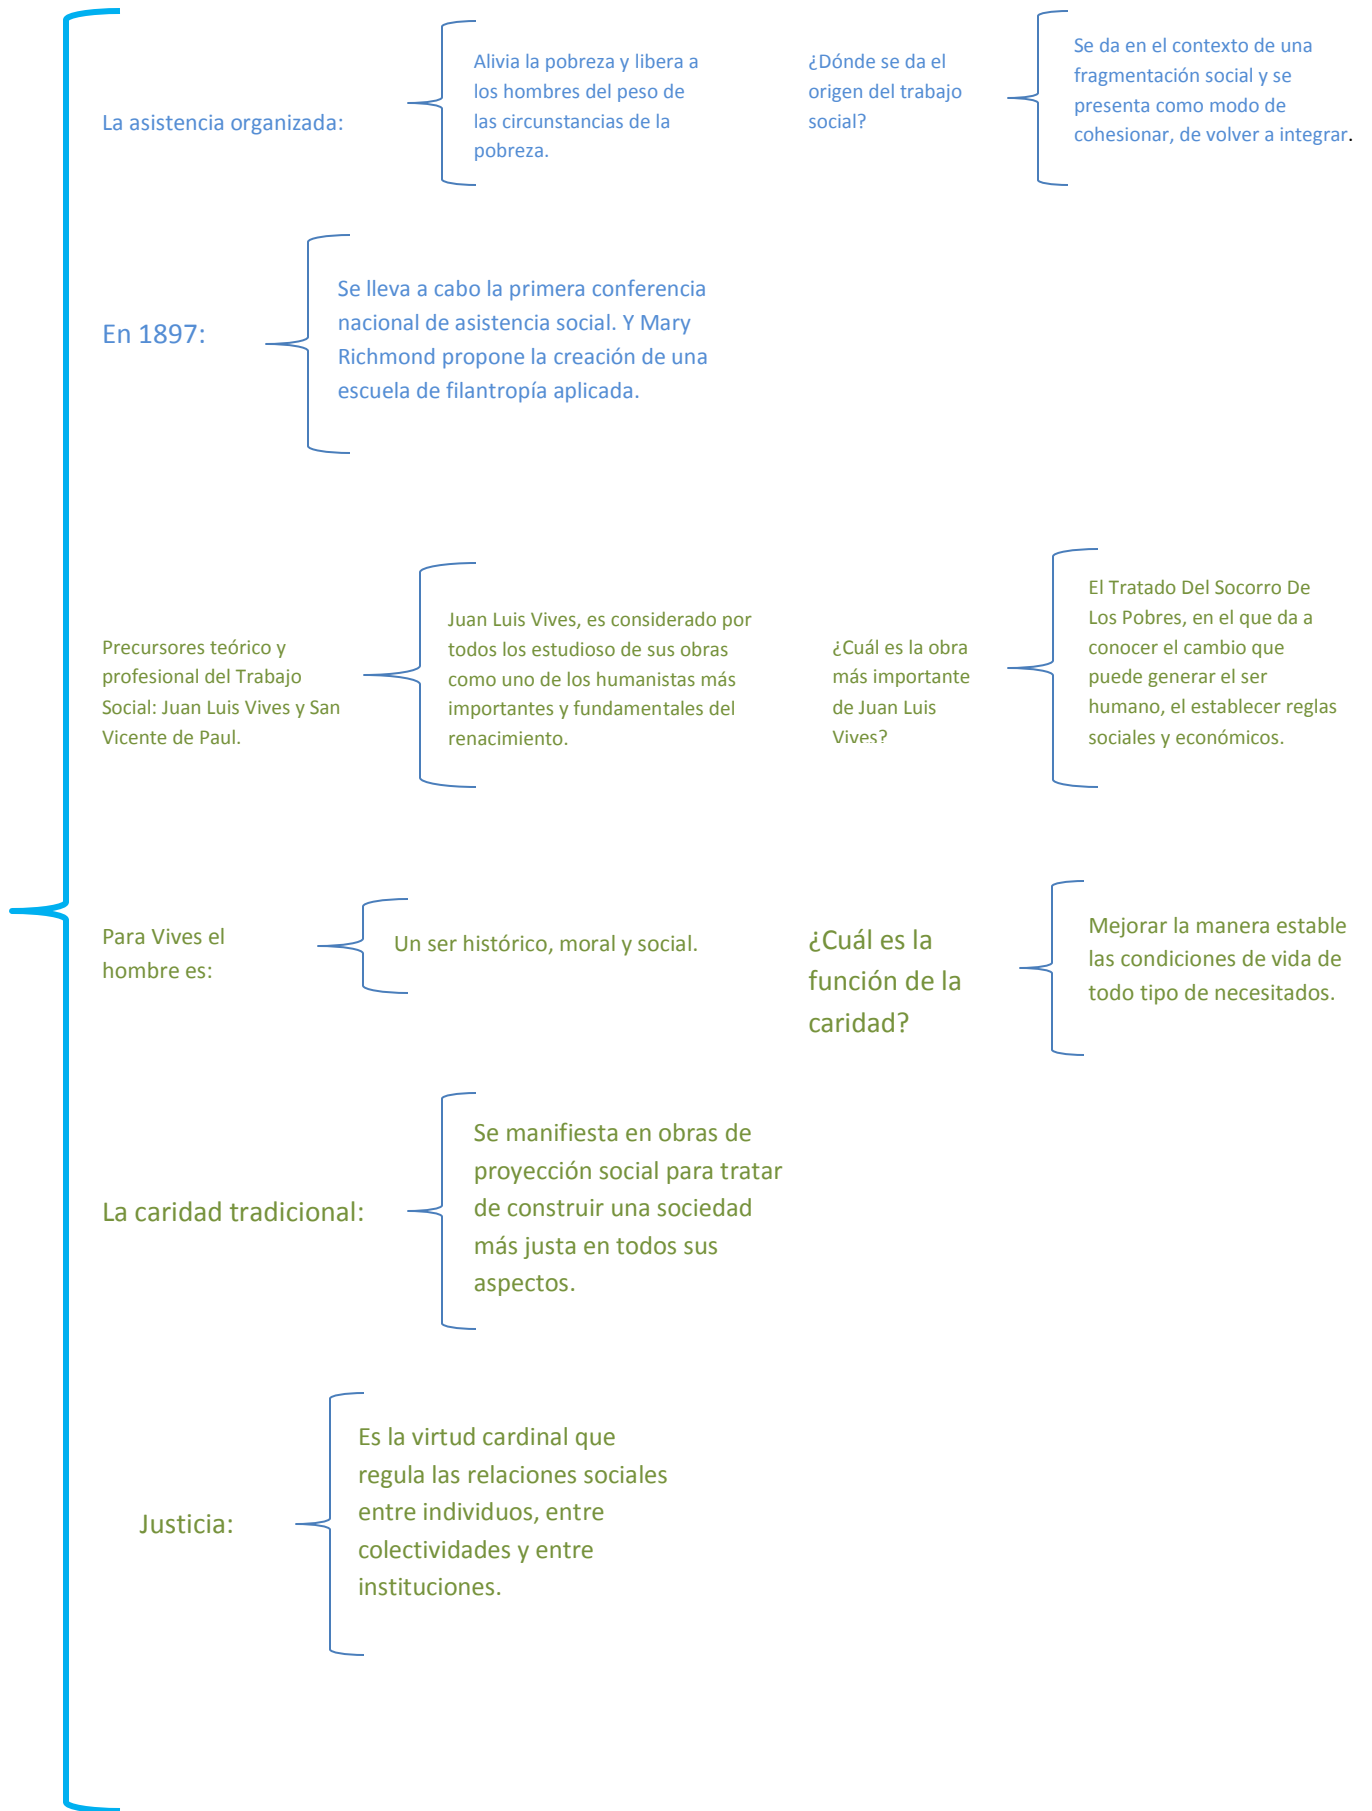 La asistencia organizada:
Alivia la pobreza y libera a
los hombres del peso de
las circunstancias de la
pobreza.
¿Dónde se da el
origen del trabajo
social?
Se da en el contexto de una
fragmentación social y se
presenta como modo de
cohesionar, de volver a integrar.
En 1897:
Se lleva a cabo la primera conferencia
nacional de asistencia social. Y Mary
Richmond propone la creación de una
escuela de filantropía aplicada.
Precursores teórico y
profesional del Trabajo
Social: Juan Luis Vives y San
Vicente de Paul.
Juan Luis Vives, es considerado por
todos los estudioso de sus obras
como uno de los humanistas más
importantes y fundamentales del
renacimiento.
¿Cuál es la obra
más importante
de Juan Luis
Vives?
El Tratado Del Socorro De
Los Pobres, en el que da a
conocer el cambio que
puede generar el ser
humano, el establecer reglas
sociales y económicos.
Para Vives el
hombre es:
Un ser histórico, moral y social.
¿Cuál es la
función de la
caridad?
Mejorar la manera estable
las condiciones de vida de
todo tipo de necesitados.
La caridad tradicional:
Se manifiesta en obras de
proyección social para tratar
de construir una sociedad
más justa en todos sus
aspectos.
Justicia:
Es la virtud cardinal que
regula las relaciones sociales
entre individuos, entre
colectividades y entre
instituciones.